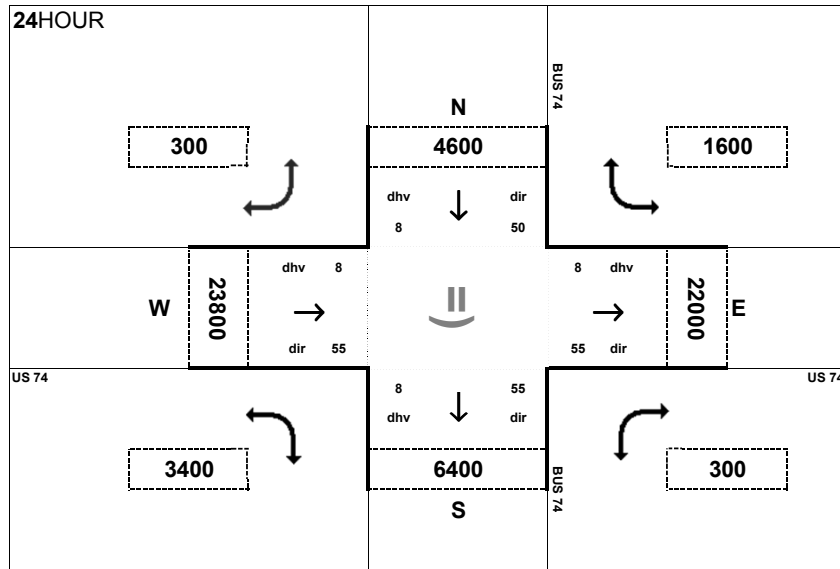 24HOUR
BUS 74
N
300
4600
1600
dhv
dir
8
50
dhv 8
8 dhv
W
23800
22000
E
dir 55
55 dir
US 74
US 74
8
55
dhv
dir
3400
6400
300
BUS 74
S